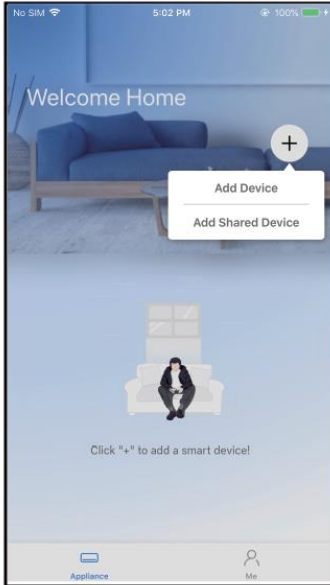 No SIM 5:02 PM 100%
Welcome Home
+
Add Device
Add Shared Device
Click "+" to add a smart device!
Appliance Me